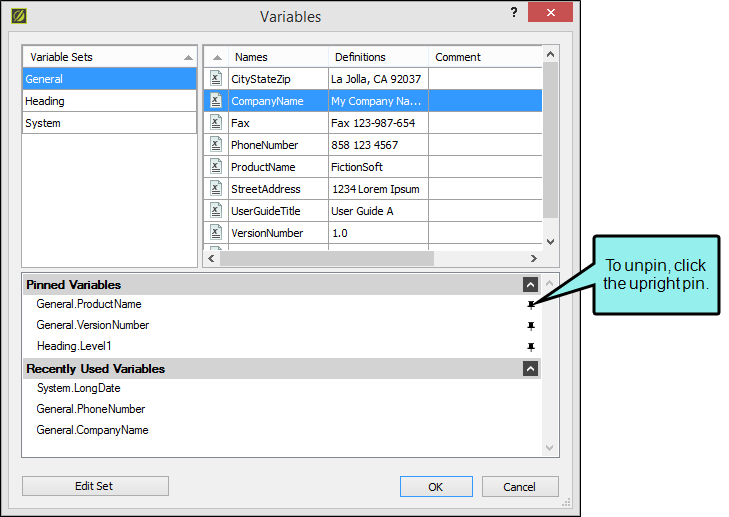 Variables
?
Variable Sets
General
Heading
System
Names Definitions Comment
CityStateZip La Jolla, CA 92037
CompanyName My Company Na...
Fax Fax 123-987-654
PhoneNumber 858 123 4567
ProductName FictionSoft
StreetAddress 1234 Lorem Ipsum
UserGuideTitle User Guide A
VersionNumber 1.0
Pinned Variables
General.ProductName
General.VersionNumber
Heading.Level1
Recently Used Variables
System.LongDate
General.PhoneNumber
General.CompanyName
Edit Set
OK
Cancel
To unpin, click
the upright pin.